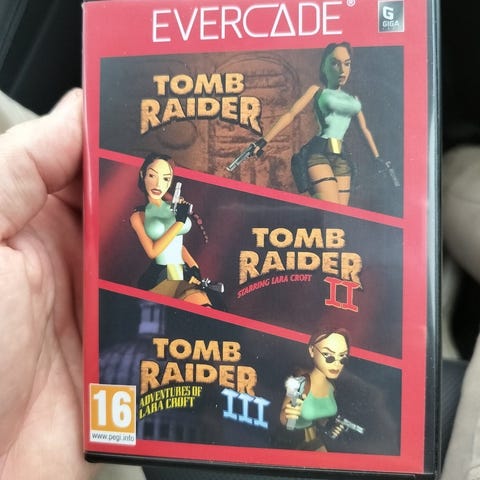 EVERCADE®
G
GIGA
TOMB
RAIDER
TOMB
RAIDER
STARRING LARA CROFT
II
TOMB
RAIDER
ADVENTURES OF
LARA CROFT
III
16
www.pegi.info